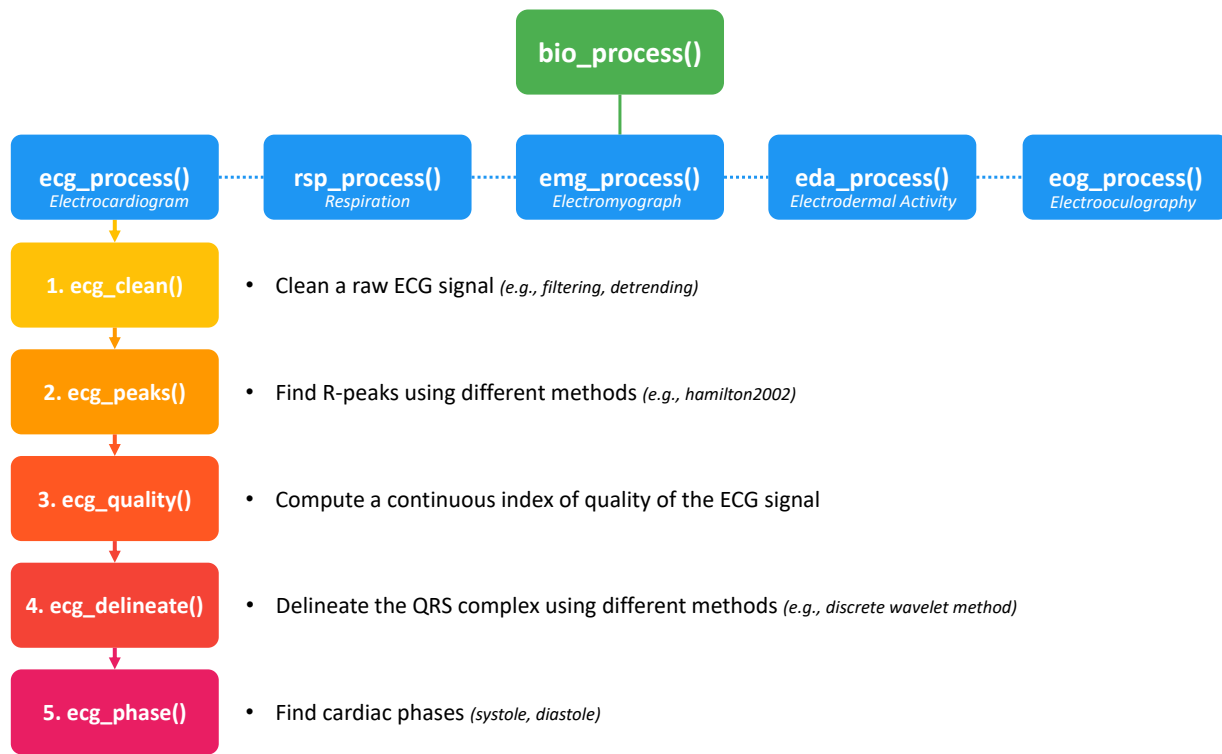 bio_process()
ecg_process()
Electrocardiogram
rsp_process()
Respiration
emg_process()
Electromyograph
eda_process()
Electrodermal Activity
eog_process()
Electrooculography
1. ecg_clean()
• Clean a raw ECG signal (e.g., filtering, detrending)
2. ecg_peaks()
• Find R-peaks using different methods (e.g., hamilton2002)
3. ecg_quality()
• Compute a continuous index of quality of the ECG signal
4. ecg_delineate()
• Delineate the QRS complex using different methods (e.g., discrete wavelet method)
5. ecg_phase()
• Find cardiac phases (systole, diastole)